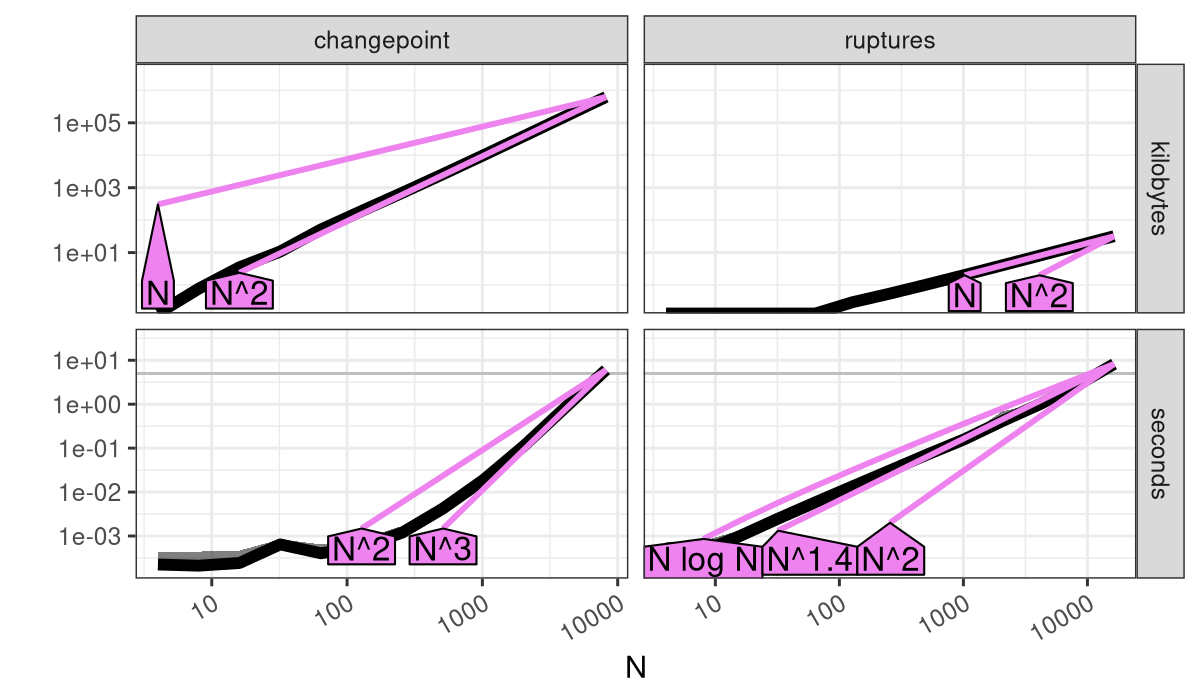 changepoint
ruptures
1e+05
1e+03
1e+01
N
N^2
N
N^2
kilobytes
1e+01
1e+00
1e-01
1e-02
1e-03
N^2
N^3
N log N
N^1.4
N^2
seconds
10
100
1000
10000
10
100
1000
10000
N